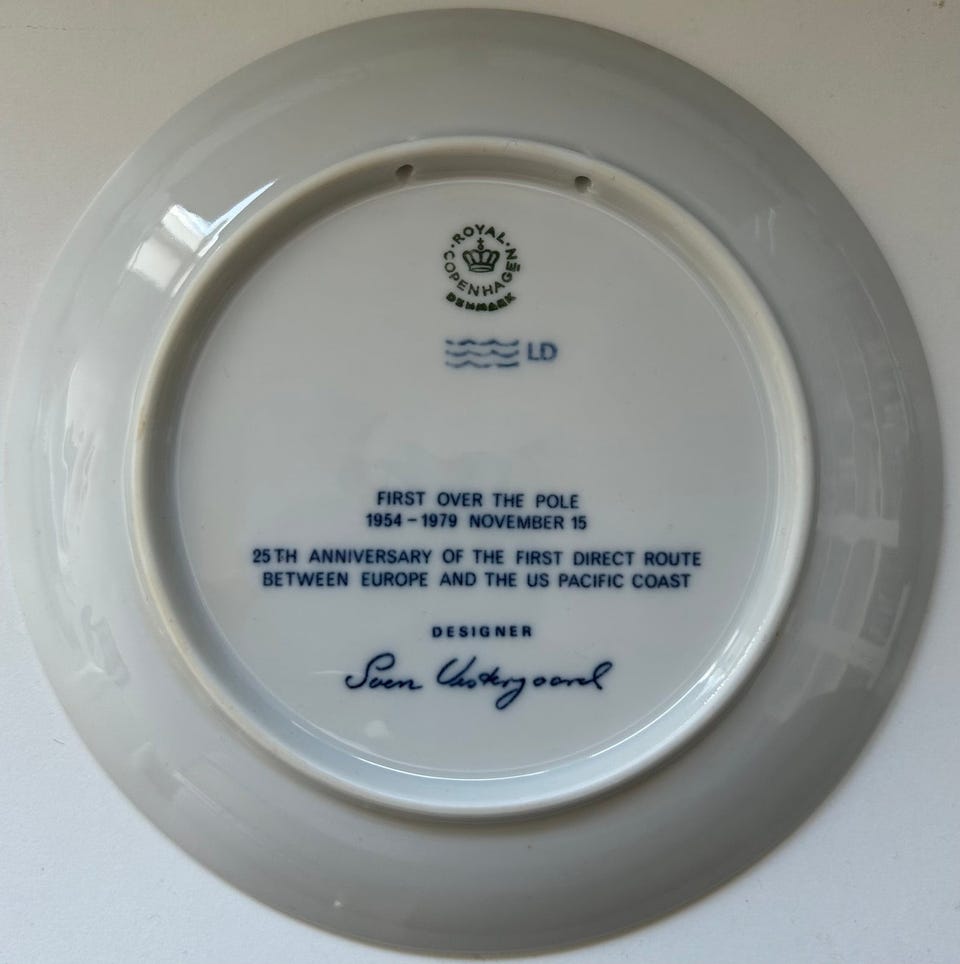 ROYAL
COPENHAGEN
DENMARK
LD
FIRST OVER THE POLE
1954 – 1979 NOVEMBER 15
25TH ANNIVERSARY OF THE FIRST DIRECT ROUTE
BETWEEN EUROPE AND THE US PACIFIC COAST
DESIGNER
Sven Vestergaard